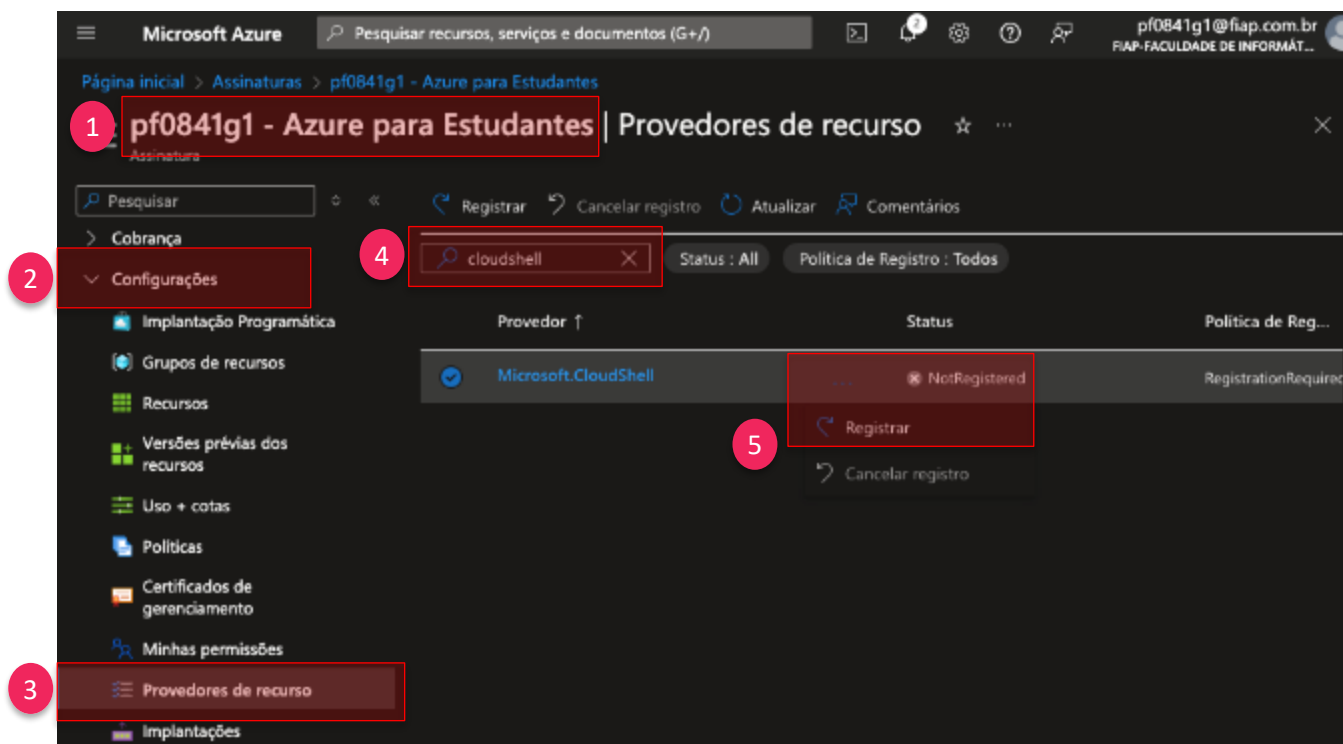 Microsoft Azure
Pesquisar recursos, serviços e documentos (G+/)
2
pf0841g1@fiap.com.br
FIAP-FACULDADE DE INFORMÁT...
Página inicial > Assinaturas > pf0841g1 - Azure para Estudantes
1
pf0841g1 - Azure para Estudantes | Provedores de recurso
Assinatura
Pesquisar
Registrar
Cancelar registro
Atualizar
Comentários
Cobrança
4
cloudshell
Status : All
Política de Registro : Todos
2
Configurações
Implantação Programática
Provedor ↑
Status
Política de Reg...
Grupos de recursos
Microsoft.CloudShell
NotRegistered
RegistrationRequired
Recursos
5
Registrar
Versões prévias dos
recursos
Cancelar registro
Uso + cotas
Políticas
Certificados de
gerenciamento
Minhas permissões
3
Provedores de recurso
Implantações